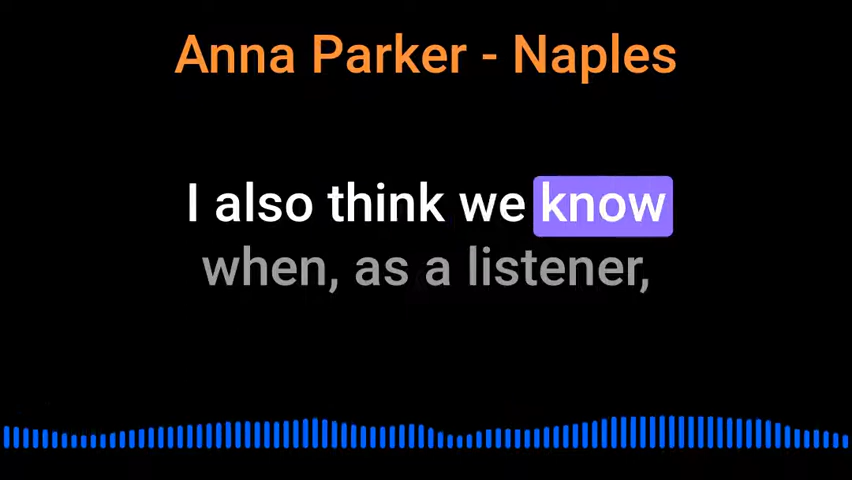 Anna Parker - Naples
I also think we know
when, as a listener,